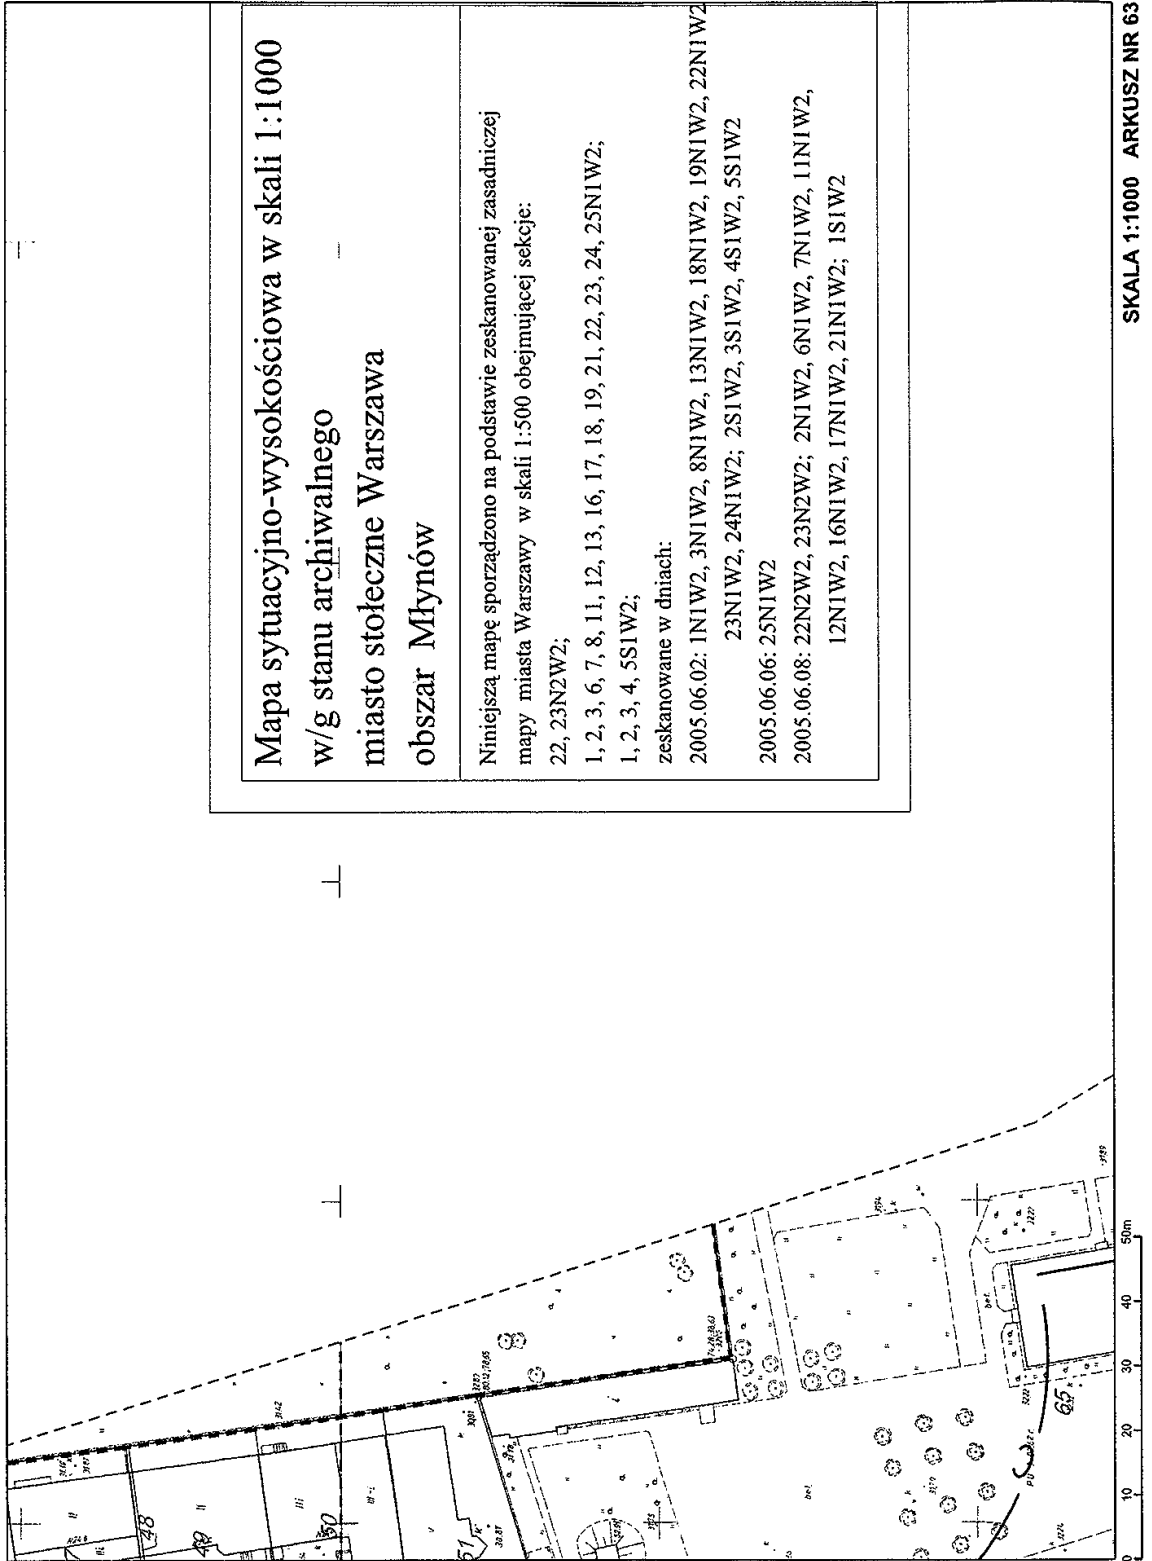 Mapa sytuacyjno-wysokościowa w skali 1:1000
w/g stanu archiwalnego
miasto stołeczne Warszawa
obszar Młynów
Niniejszą mapę sporządzono na podstawie zeskanowanej zasadniczej
mapy miasta Warszawy w skali 1:500 obejmującej sekcje:
22, 23N2W2;
1, 2, 3, 6, 7, 8, 11, 12, 13, 16, 17, 18, 19, 21, 22, 23, 24, 25N1W2;
1, 2, 3, 4, 5S1W2;
zeskanowane w dniach:
2005.06.02: 1N1W2, 3N1W2, 8N1W2, 13N1W2, 18N1W2, 19N1W2, 22N1W2
23N1W2, 24N1W2; 2S1W2, 3S1W2, 4S1W2, 5S1W2
2005.06.06: 25N1W2
2005.06.08: 22N2W2, 23N2W2; 2N1W2, 6N1W2, 7N1W2, 11N1W2,
12N1W2, 16N1W2, 17N1W2, 21N1W2; 1S1W2
48
49
50
51
65
bet.
bet.
3142
3194
3189
0 10 20 30 40 50m
SKALA 1:1000 ARKUSZ NR 63